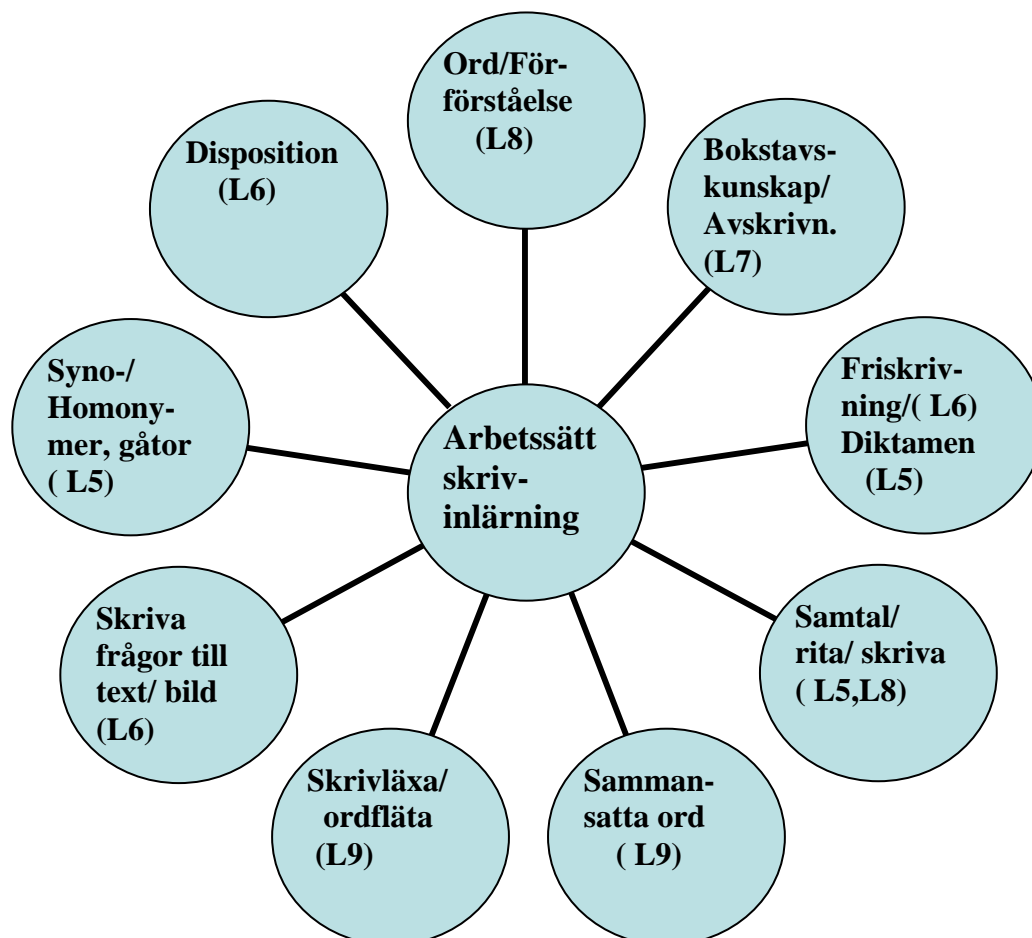 Ord/För-
förståelse
(L8)
Disposition
(L6)
Bokstavs-
kunskap/
Avskrivn.
(L7)
Syno-/
Homony-
mer, gåtor
( L5)
Friskriv-
ning/( L6)
Diktamen
(L5)
Arbetssätt
skriv-
inlärning
Skriva
frågor till
text/ bild
(L6)
Samtal/
rita/ skriva
( L5,L8)
Skrivläxa/
ordfläta
(L9)
Samman-
satta ord
( L9)